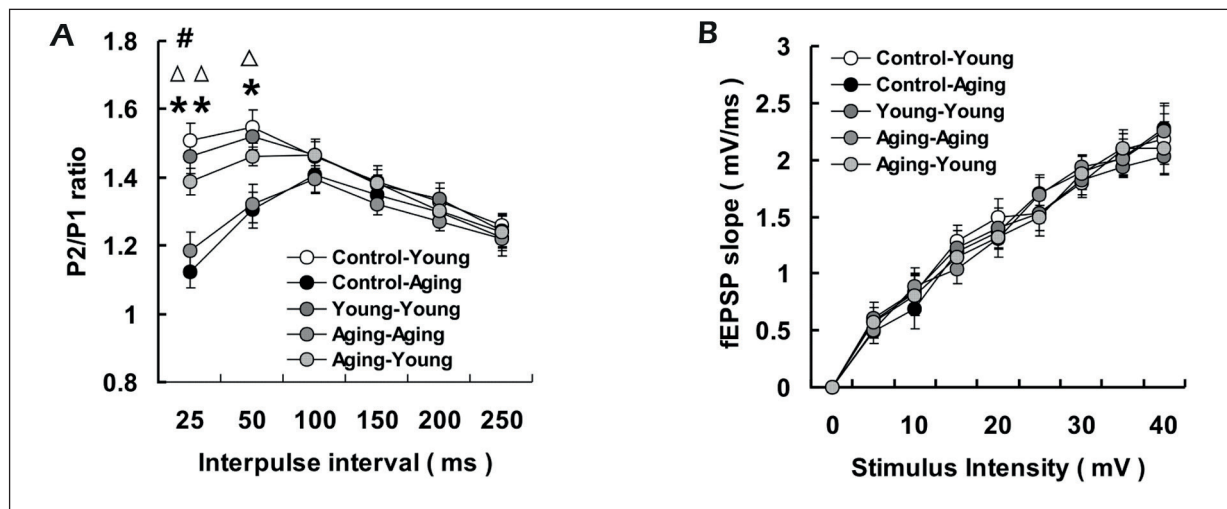 A
1.8
1.6
1.4
1.2
1
0.8
P2/P1 ratio
#
△ △
* *
△
*
Control-Young
Control-Aging
Young-Young
Aging-Aging
Aging-Young
25 50 100 150 200 250
Interpulse interval ( ms )
B
3
2.5
2
1.5
1
0.5
0
fEPSP slope ( mV/ms )
Control-Young
Control-Aging
Young-Young
Aging-Aging
Aging-Young
0 10 20 30 40
Stimulus Intensity ( mV )